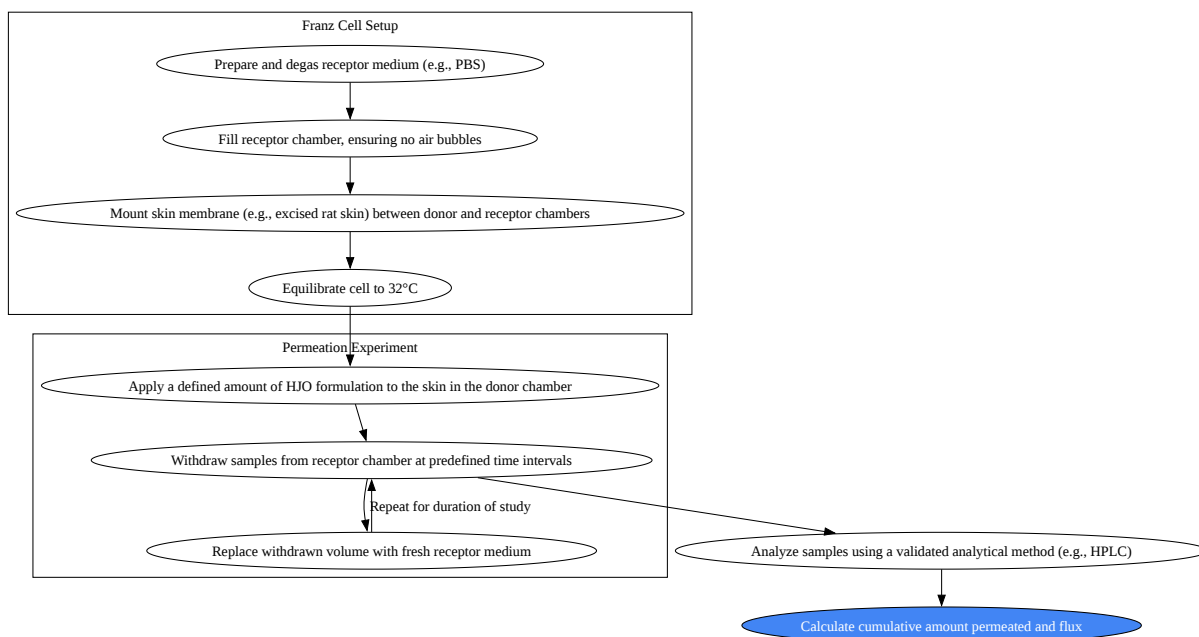 Franz Cell Setup
Prepare and degas receptor medium (e.g., PBS)
Fill receptor chamber, ensuring no air bubbles
Mount skin membrane (e.g., excised rat skin) between donor and receptor chambers
Equilibrate cell to 32°C
Permeation Experiment
Apply a defined amount of HJO formulation to the skin in the donor chamber
Withdraw samples from receptor chamber at predefined time intervals
Repeat for duration of study
Replace withdrawn volume with fresh receptor medium
Analyze samples using a validated analytical method (e.g., HPLC)
Calculate cumulative amount permeated and flux